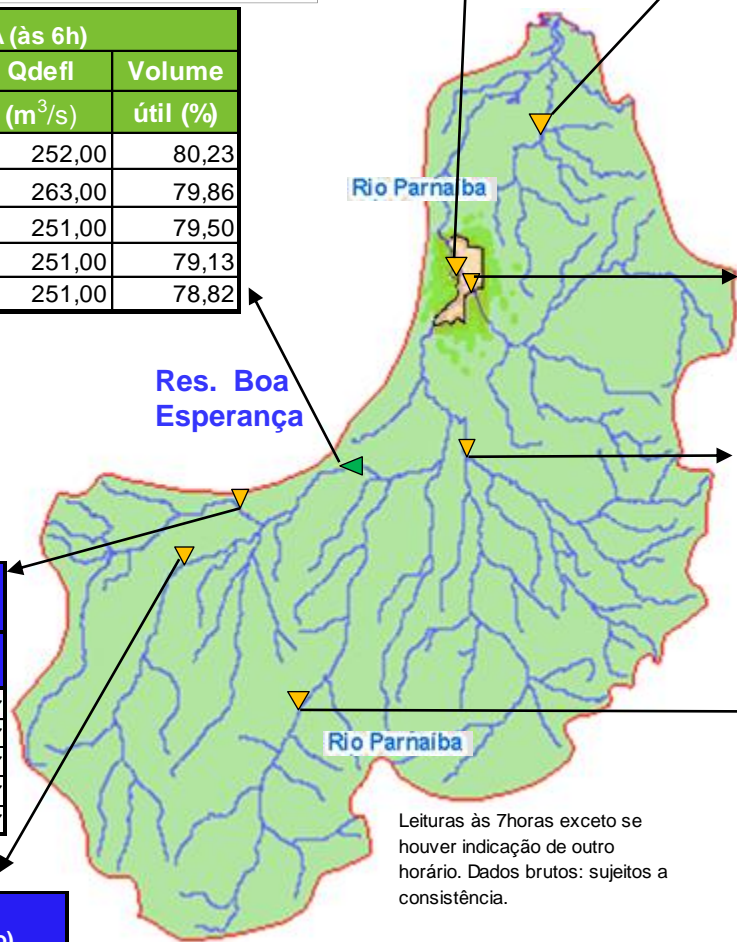 A (às 6h)
Qdefl Volume
(m³/s) útil (%)
252,00 80,23
263,00 79,86
251,00 79,50
251,00 79,13
251,00 78,82
Rio Parnaíba
Res. Boa
Esperança
Rio Parnaíba
Leituras às 7horas exceto se
houver indicação de outro
horário. Dados brutos: sujeitos a
consistência.